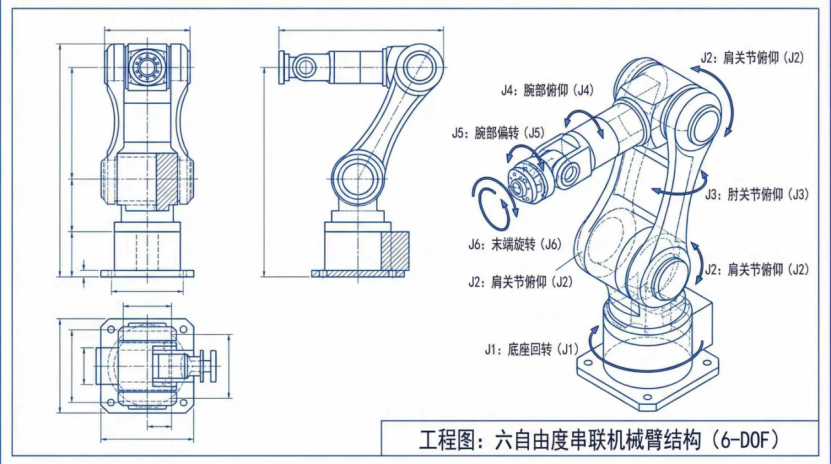 J2: 肩关节俯仰 (J2)
J4: 腕部俯仰 (J4)
J5: 腕部偏转 (J5)
J3: 肘关节俯仰 (J3)
J6: 末端旋转 (J6)
J2: 肩关节俯仰 (J2)
J2: 肩关节俯仰 (J2)
J1: 底座回转 (J1)
工程图: 六自由度串联机械臂结构 (6-DOF)